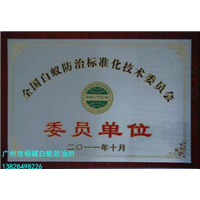 全国白蚁防治标准化技术委员会
委员单位
二〇一一年十月
广州市杨城白蚁防治所
13828498226